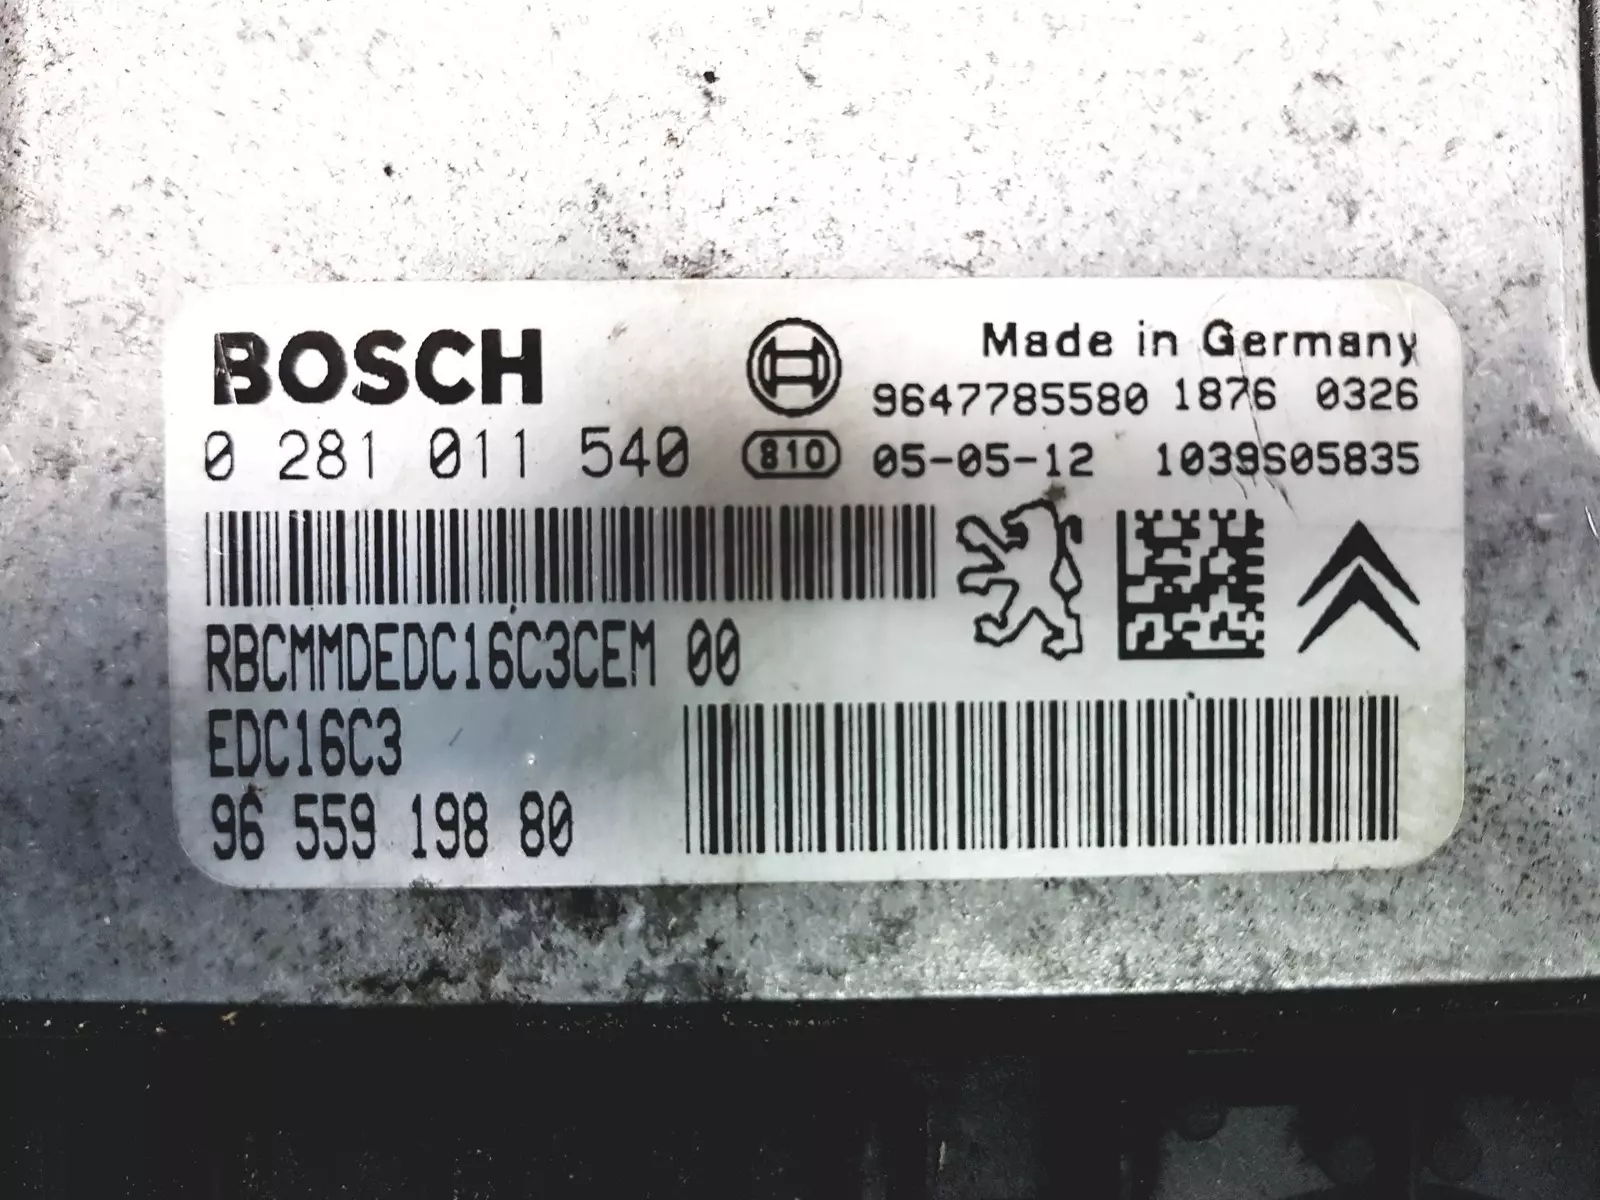 BOSCH
Made in Germany
9647785580 1876 0326
0 281 011 540
810
05-05-12 1039S05835
RBCMMDEDC16C3CEM 00
EDC16C3
96 559 198 80